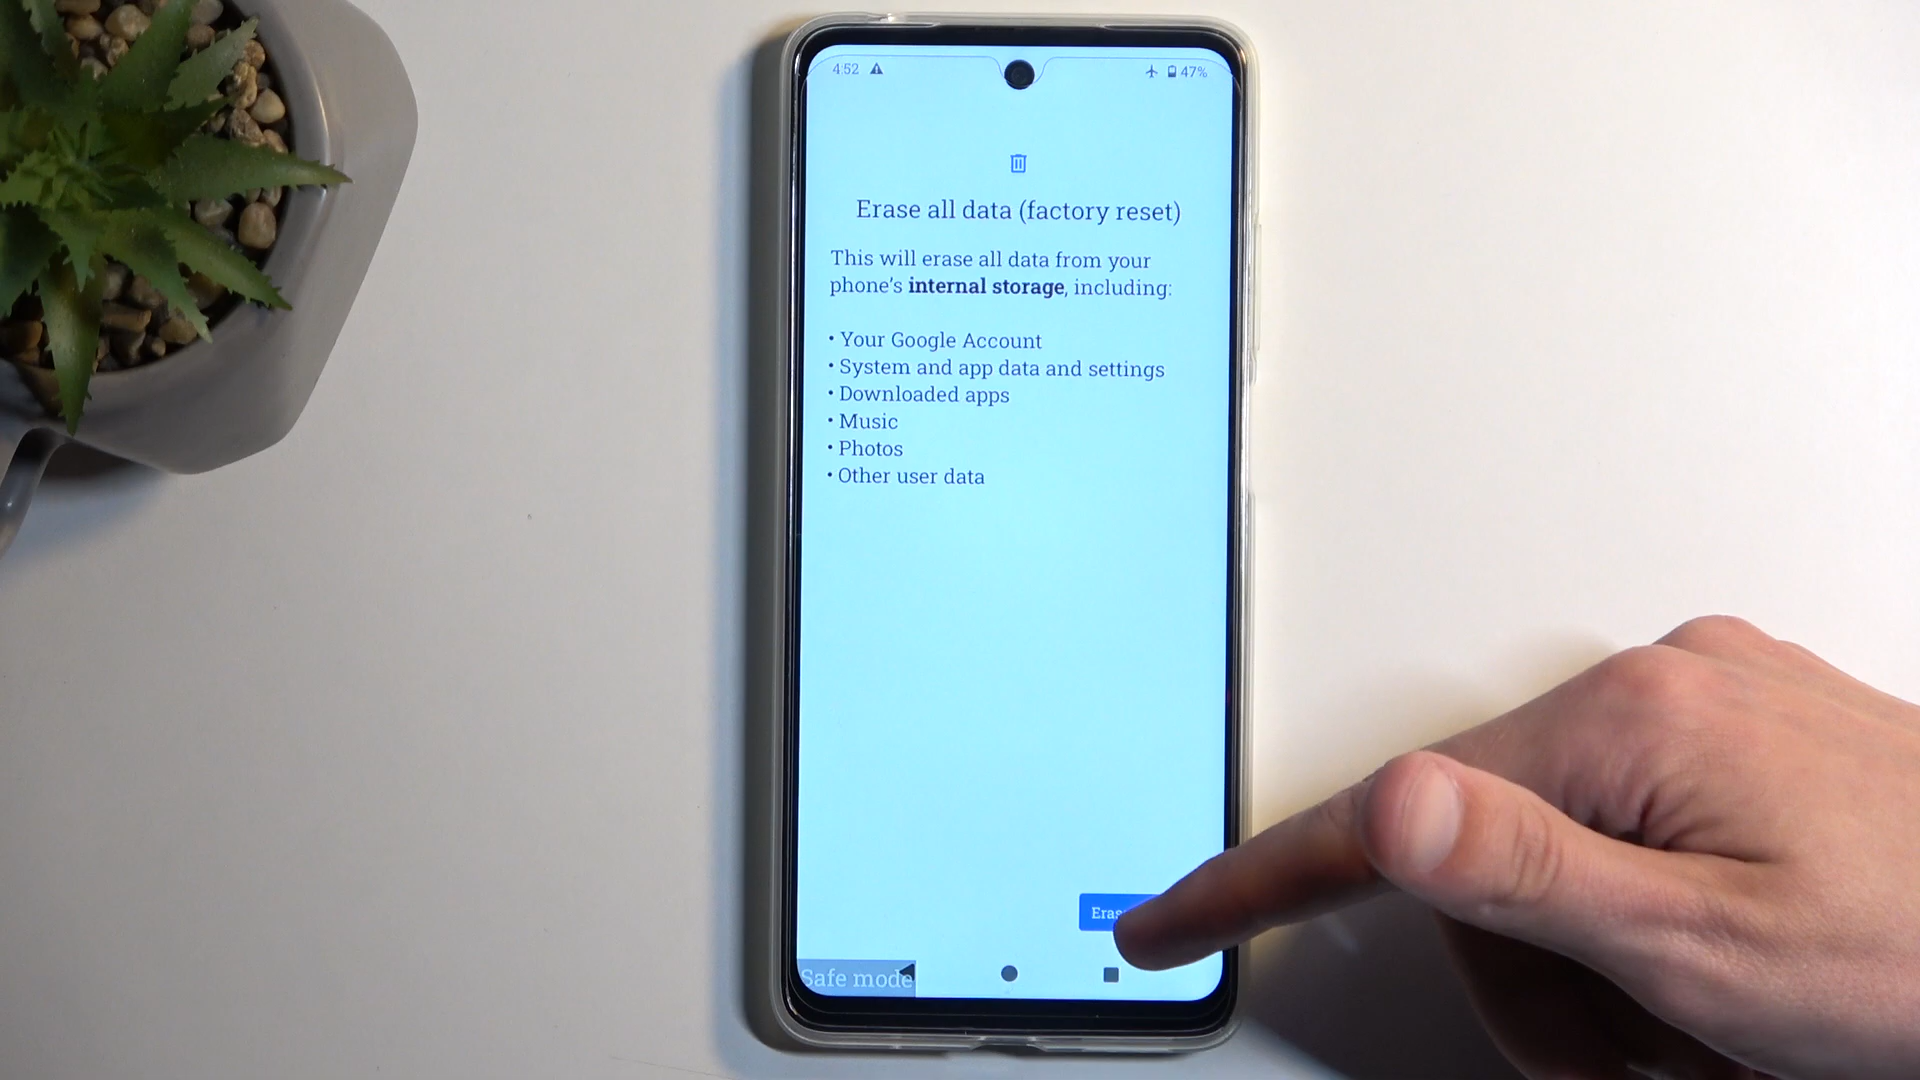 4:52 47%
Erase all data (factory reset)
This will erase all data from your
phone's internal storage, including:
• Your Google Account
• System and app data and settings
• Downloaded apps
• Music
• Photos
• Other user data
Safe mode